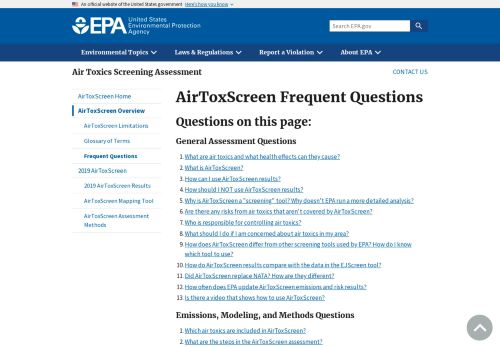 An official website of the United States government Here's how you know
EPA United States
Environmental Protection
Agency
Search EPA.gov
Environmental Topics Laws & Regulations Report a Violation About EPA
Air Toxics Screening Assessment
CONTACT US
AirToxScreen Home
AirToxScreen Overview
AirToxScreen Limitations
Glossary of Terms
Frequent Questions
2019 AirToxScreen
2019 AirToxScreen Results
AirToxScreen Mapping Tool
AirToxScreen Assessment
Methods
AirToxScreen Frequent Questions
Questions on this page:
General Assessment Questions
1. What are air toxics and what health effects can they cause?
2. What is AirToxScreen?
3. How can I use AirToxScreen results?
4. How should I NOT use AirToxScreen results?
5. Why is AirToxScreen a "screening" tool? Why doesn't EPA run a more detailed analysis?
6. Are there any risks from air toxics that aren't covered by AirToxScreen?
7. Who is responsible for controlling air toxics?
8. What should I do if I am concerned about air toxics in my area?
9. How does AirToxScreen differ from other screening tools used by EPA? How do I know
which tool to use?
10. How do AirToxScreen results compare with the data in the EJScreen tool?
11. Did AirToxScreen replace NATA? How are they different?
12. How often does EPA update AirToxScreen emissions and risk results?
13. Is there a video that shows how to use AirToxScreen?
Emissions, Modeling, and Methods Questions
1. Which air toxics are included in AirToxScreen?
2. What are the steps in the AirToxScreen assessment?